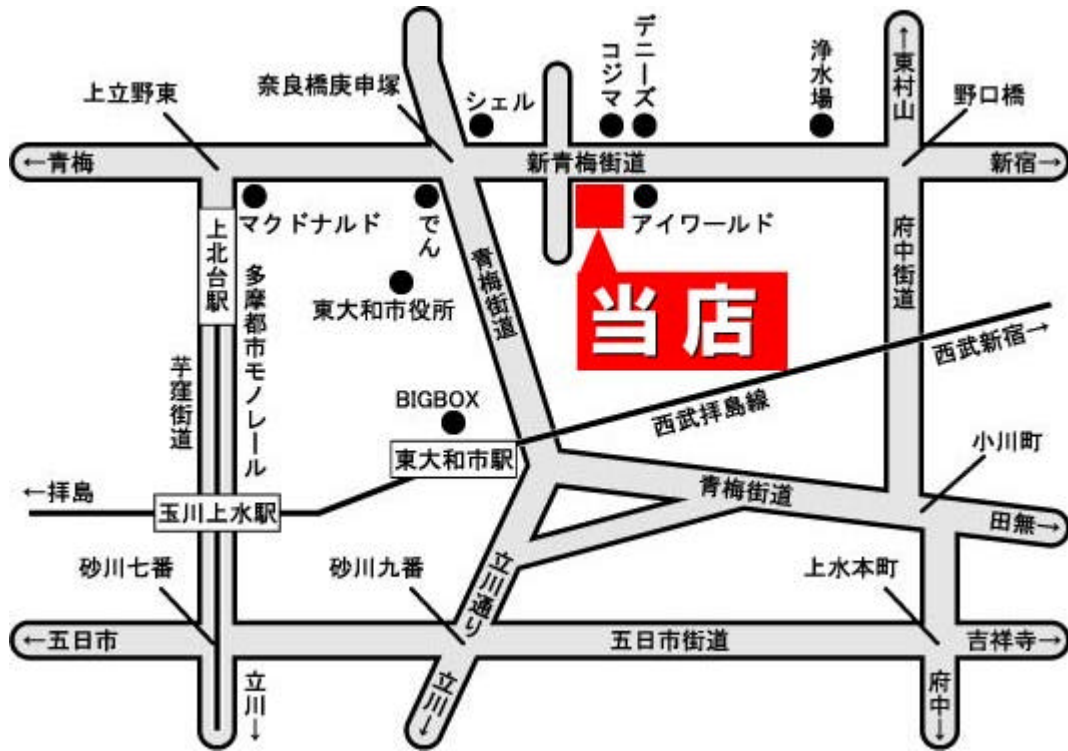 デニーズ
コジマ
浄水場
←東村山
上立野東
奈良橋庚申塚
シェル
野口橋
←青梅
新青梅街道
新宿→
マクドナルド
でん
アイワールド
上北台駅
多摩都市モノレール
青梅街道
府中街道
東大和市役所
当店
西武新宿→
芋窪街道
BIGBOX
西武拝島線
東大和市駅
小川町
←拝島
玉川上水駅
青梅街道
田無→
砂川七番
砂川九番
立川通り
上水本町
←五日市
五日市街道
吉祥寺→
立川→
立川→
府中→